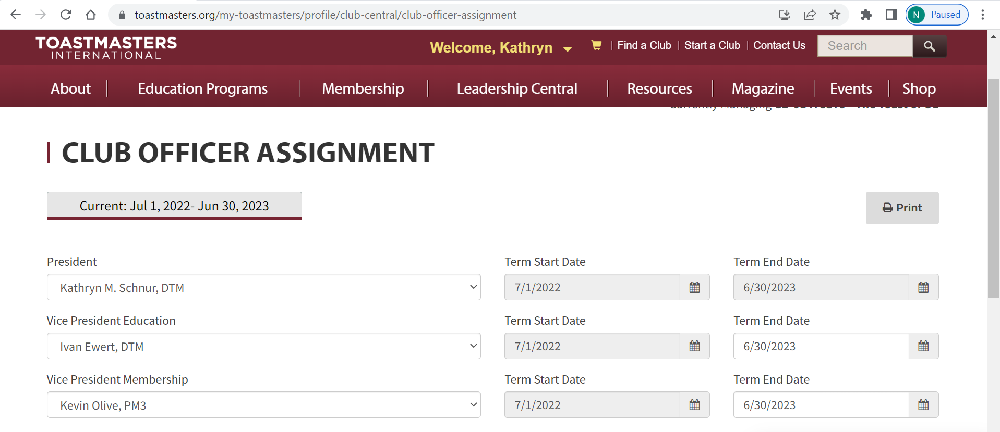 toastmasters.org/my-toastmasters/profile/club-central/club-officer-assignment
N Paused
TOASTMASTERS
INTERNATIONAL
Welcome, Kathryn
Find a Club | Start a Club | Contact Us
Search
About
Education Programs
Membership
Leadership Central
Resources
Magazine
Events
Shop
Currently Managing
CLUB OFFICER ASSIGNMENT
Current: Jul 1, 2022- Jun 30, 2023
Print
President Term Start Date Term End Date
Kathryn M. Schnur, DTM 7/1/2022 6/30/2023
Vice President Education Term Start Date Term End Date
Ivan Ewert, DTM 7/1/2022 6/30/2023
Vice President Membership Term Start Date Term End Date
Kevin Olive, PM3 7/1/2022 6/30/2023